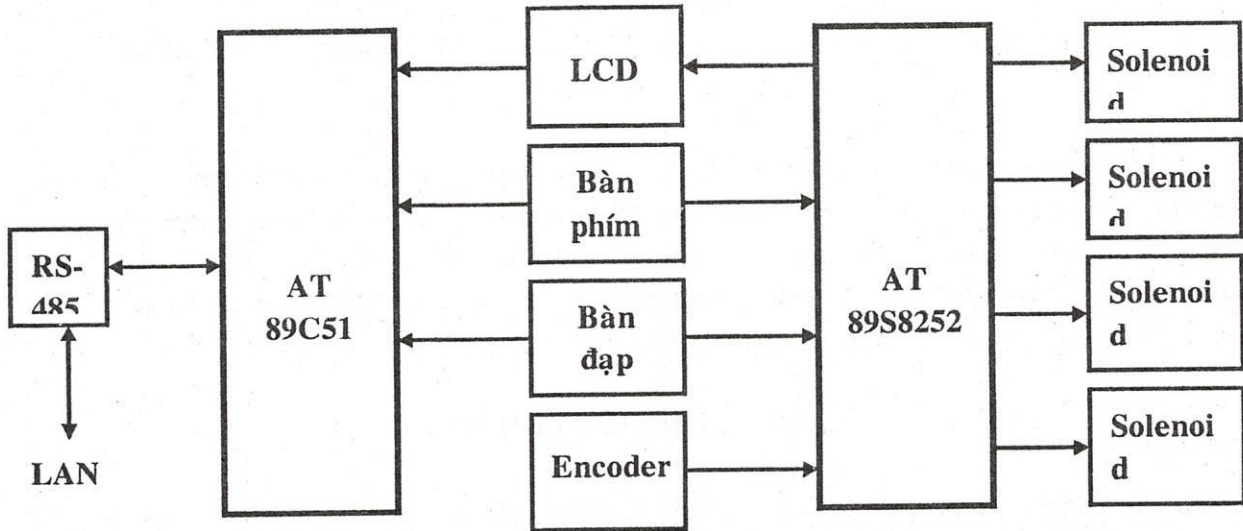 RS-
485
LAN
AT
89C51
LCD
Bàn
phím
Bàn
đạp
Encoder
AT
89S8252
Solenoi
d
Solenoi
d
Solenoi
d
Solenoi
d